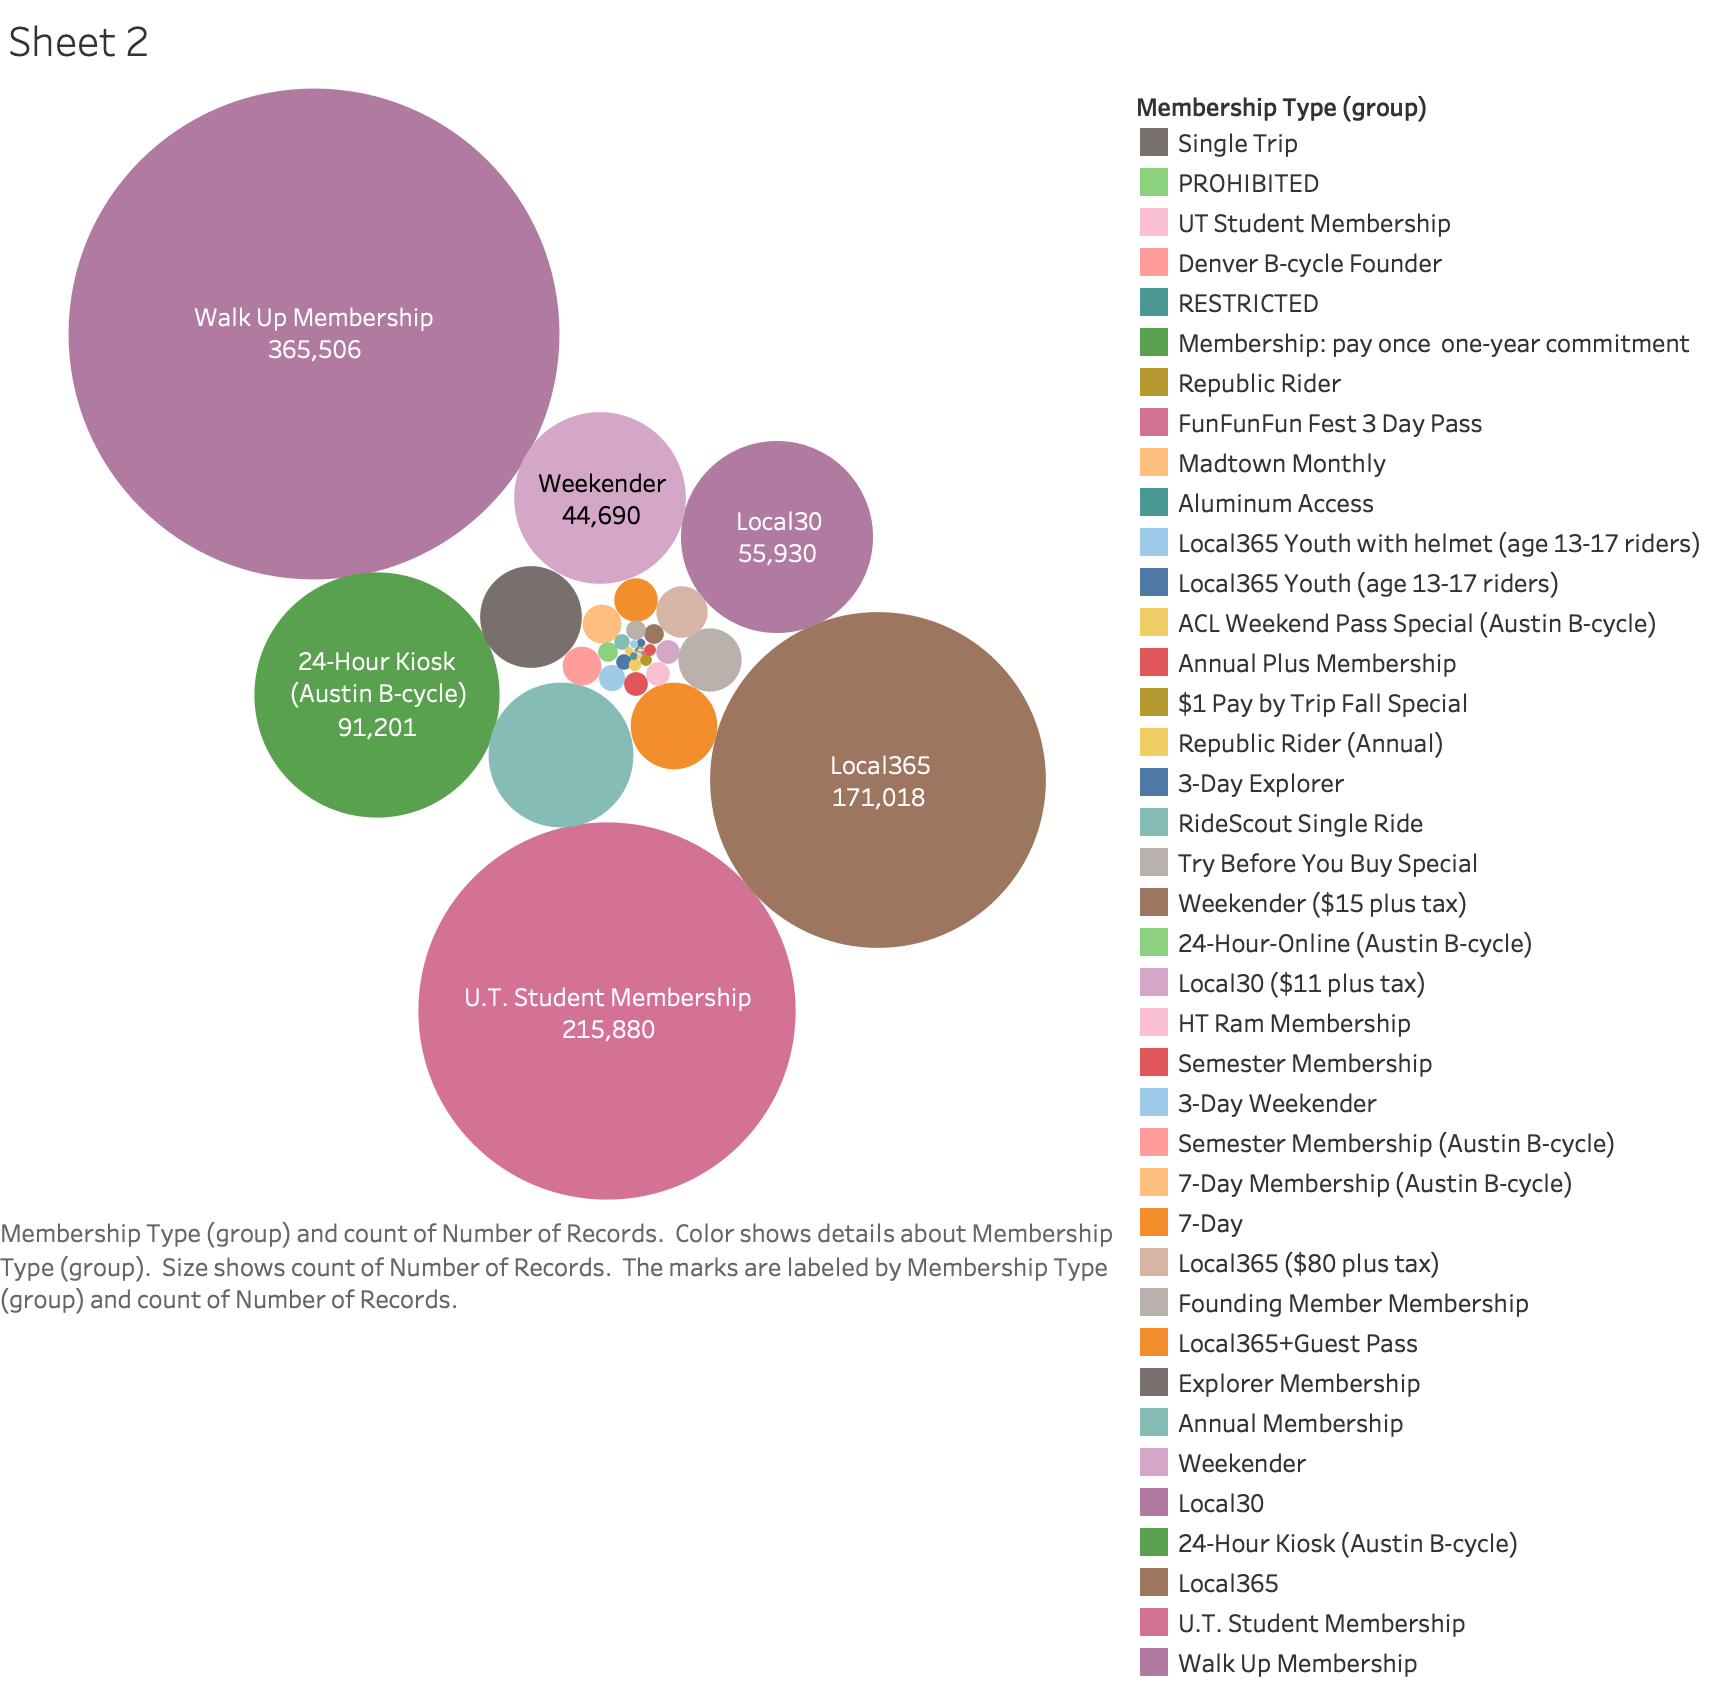 Sheet 2
Walk Up Membership
365,506
Weekender
44,690
Local30
55,930
24-Hour Kiosk
(Austin B-cycle)
91,201
Local365
171,018
U.T. Student Membership
215,880
Membership Type (group) and count of Number of Records.  Color shows details about Membership
Type (group).  Size shows count of Number of Records.  The marks are labeled by Membership Type
(group) and count of Number of Records.
Membership Type (group)
Single Trip
PROHIBITED
UT Student Membership
Denver B-cycle Founder
RESTRICTED
Membership: pay once  one-year commitment
Republic Rider
FunFunFun Fest 3 Day Pass
Madtown Monthly
Aluminum Access
Local365 Youth with helmet (age 13-17 riders)
Local365 Youth (age 13-17 riders)
ACL Weekend Pass Special (Austin B-cycle)
Annual Plus Membership
$1 Pay by Trip Fall Special
Republic Rider (Annual)
3-Day Explorer
RideScout Single Ride
Try Before You Buy Special
Weekender ($15 plus tax)
24-Hour-Online (Austin B-cycle)
Local30 ($11 plus tax)
HT Ram Membership
Semester Membership
3-Day Weekender
Semester Membership (Austin B-cycle)
7-Day Membership (Austin B-cycle)
7-Day
Local365 ($80 plus tax)
Founding Member Membership
Local365+Guest Pass
Explorer Membership
Annual Membership
Weekender
Local30
24-Hour Kiosk (Austin B-cycle)
Local365
U.T. Student Membership
Walk Up Membership